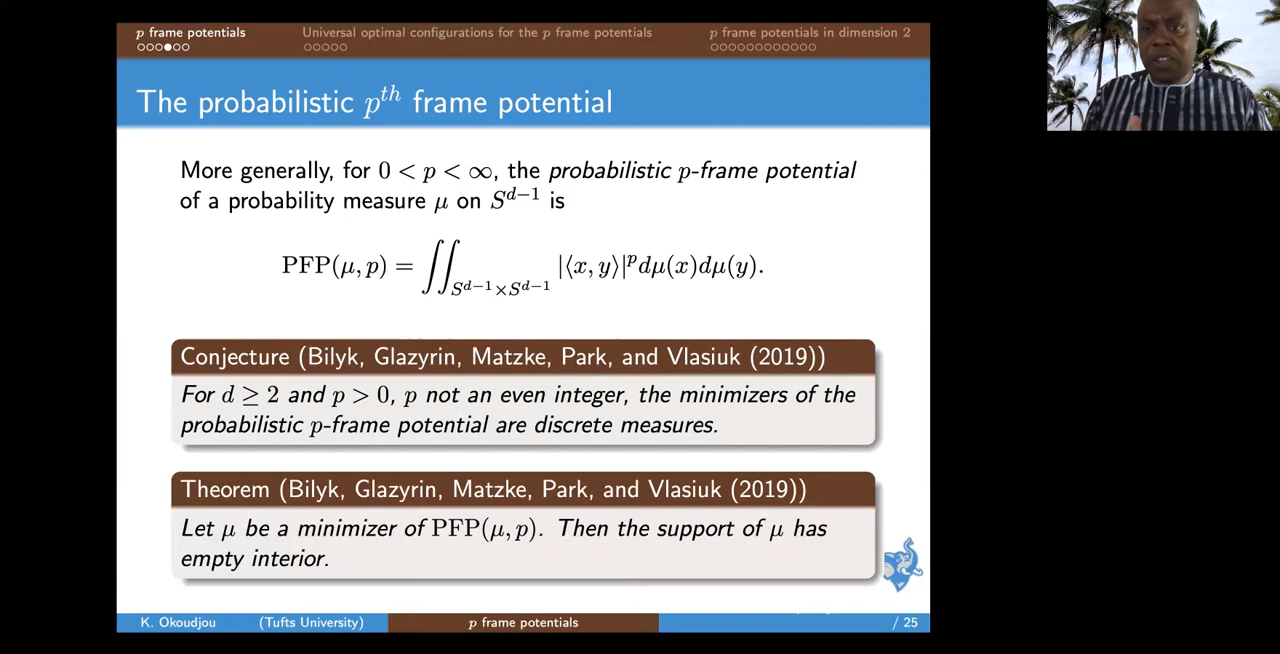 p frame potentials
Universal optimal configurations for the p frame potentials
p frame potentials in dimension 2
The probabilistic p^{th} frame potential
More generally, for 0 < p < ∞, the probabilistic p-frame potential
of a probability measure μ on S^{d−1} is
PFP(μ, p) = ∬_{S^{d−1}×S^{d−1}} |⟨x, y⟩|^p dμ(x)dμ(y).
Conjecture (Bilyk, Glazyrin, Matzke, Park, and Vlasiuk (2019))
For d ≥ 2 and p > 0, p not an even integer, the minimizers of the
probabilistic p-frame potential are discrete measures.
Theorem (Bilyk, Glazyrin, Matzke, Park, and Vlasiuk (2019))
Let μ be a minimizer of PFP(μ, p). Then the support of μ has
empty interior.
K. Okoudjou (Tufts University)
p frame potentials
/ 25